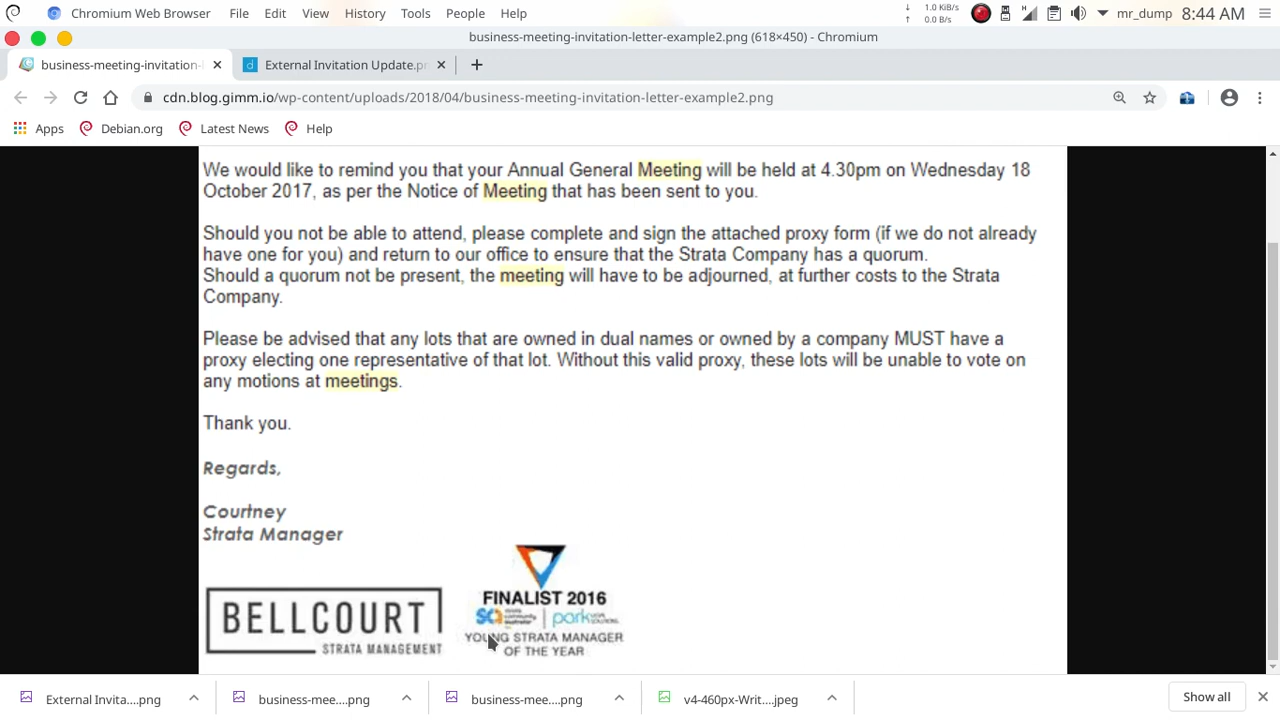 Chromium Web Browser File Edit View History Tools People Help ↓ 1.0 KiB/s ↑ 0.0 B/s mr_dump 8:44 AM
business-meeting-invitation-letter-example2.png (618×450) - Chromium
business-meeting-invitation- External Invitation Update.pn
cdn.blog.gimm.io/wp-content/uploads/2018/04/business-meeting-invitation-letter-example2.png
Apps Debian.org Latest News Help
We would like to remind you that your Annual General Meeting will be held at 4.30pm on Wednesday 18
October 2017, as per the Notice of Meeting that has been sent to you.
Should you not be able to attend, please complete and sign the attached proxy form (if we do not already
have one for you) and return to our office to ensure that the Strata Company has a quorum.
Should a quorum not be present, the meeting will have to be adjourned, at further costs to the Strata
Company.
Please be advised that any lots that are owned in dual names or owned by a company MUST have a
proxy electing one representative of that lot. Without this valid proxy, these lots will be unable to vote on
any motions at meetings.
Thank you.
Regards,
Courtney
Strata Manager
BELLCOURT
STRATA MANAGEMENT
FINALIST 2016
sca park
YOUNG STRATA MANAGER
OF THE YEAR
External Invita....png business-mee....png business-mee....png v4-460px-Writ....jpeg Show all